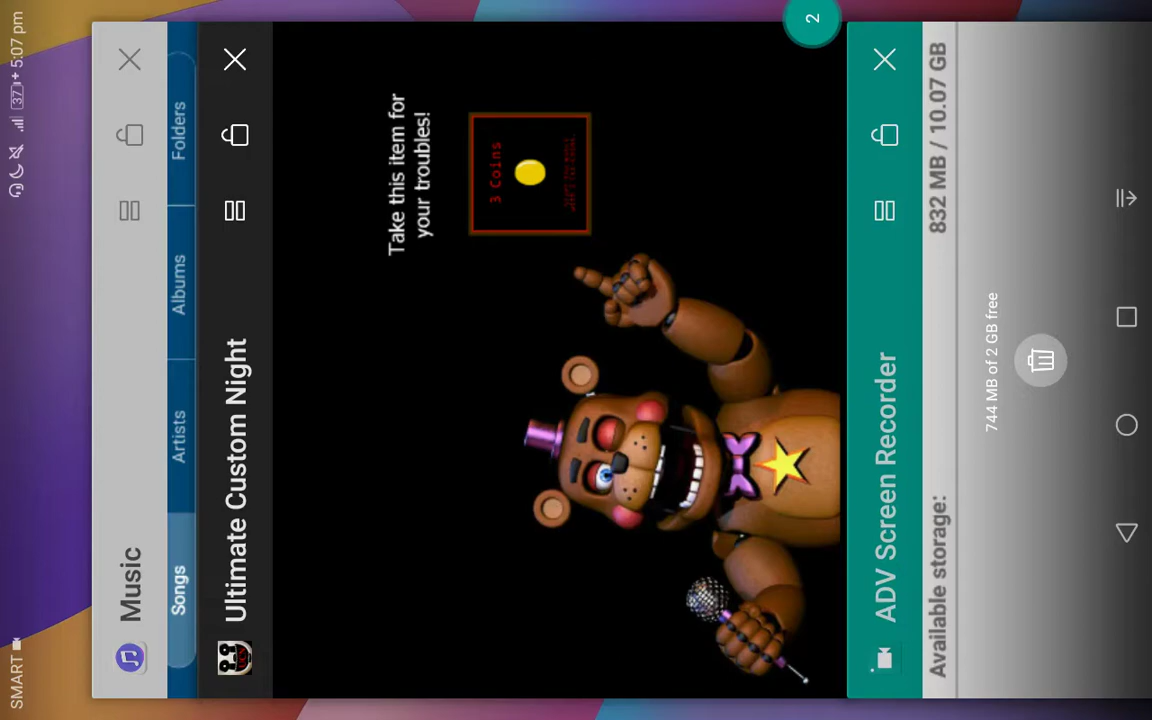 SMART
37
5:07 pm
Music
Songs
Artists
Albums
Folders
Ultimate Custom Night
Take this item for
your troubles!
3 Coins
2
ADV Screen Recorder
Available storage:
832 MB / 10.07 GB
744 MB of 2 GB free